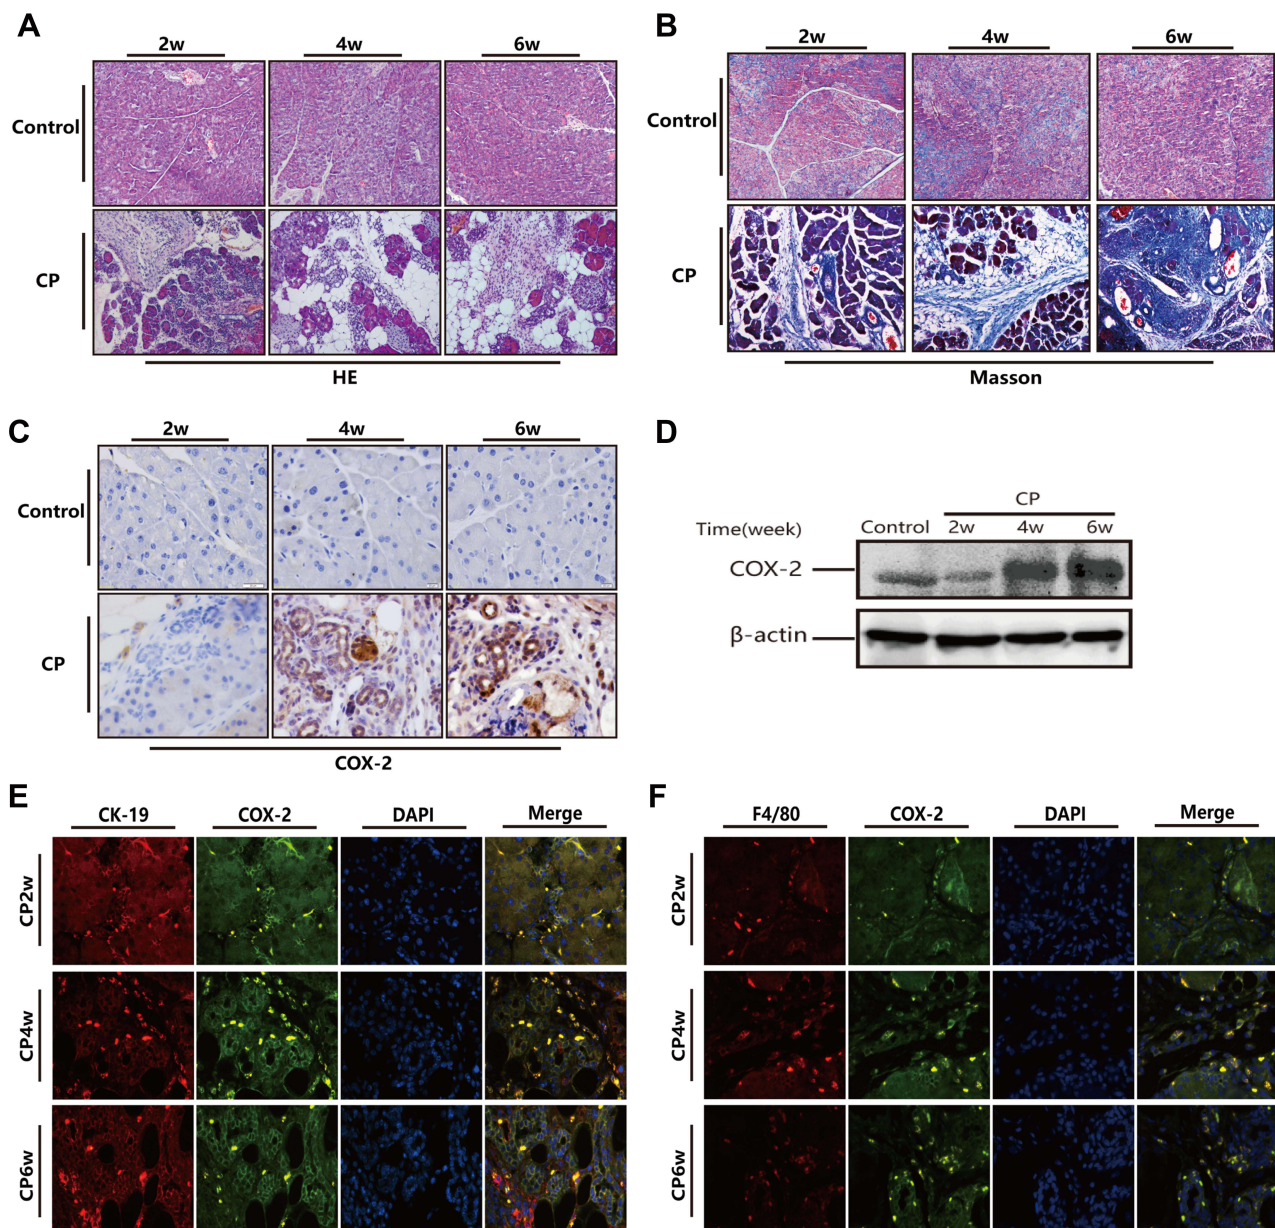 A
2w 4w 6w
Control
CP
HE
B
2w 4w 6w
Control
CP
Masson
C
2w 4w 6w
Control
CP
COX-2
D
CP
Time(week) Control 2w 4w 6w
COX-2
β-actin
E
CK-19 COX-2 DAPI Merge
CP2w
CP4w
CP6w
F
F4/80 COX-2 DAPI Merge
CP2w
CP4w
CP6w